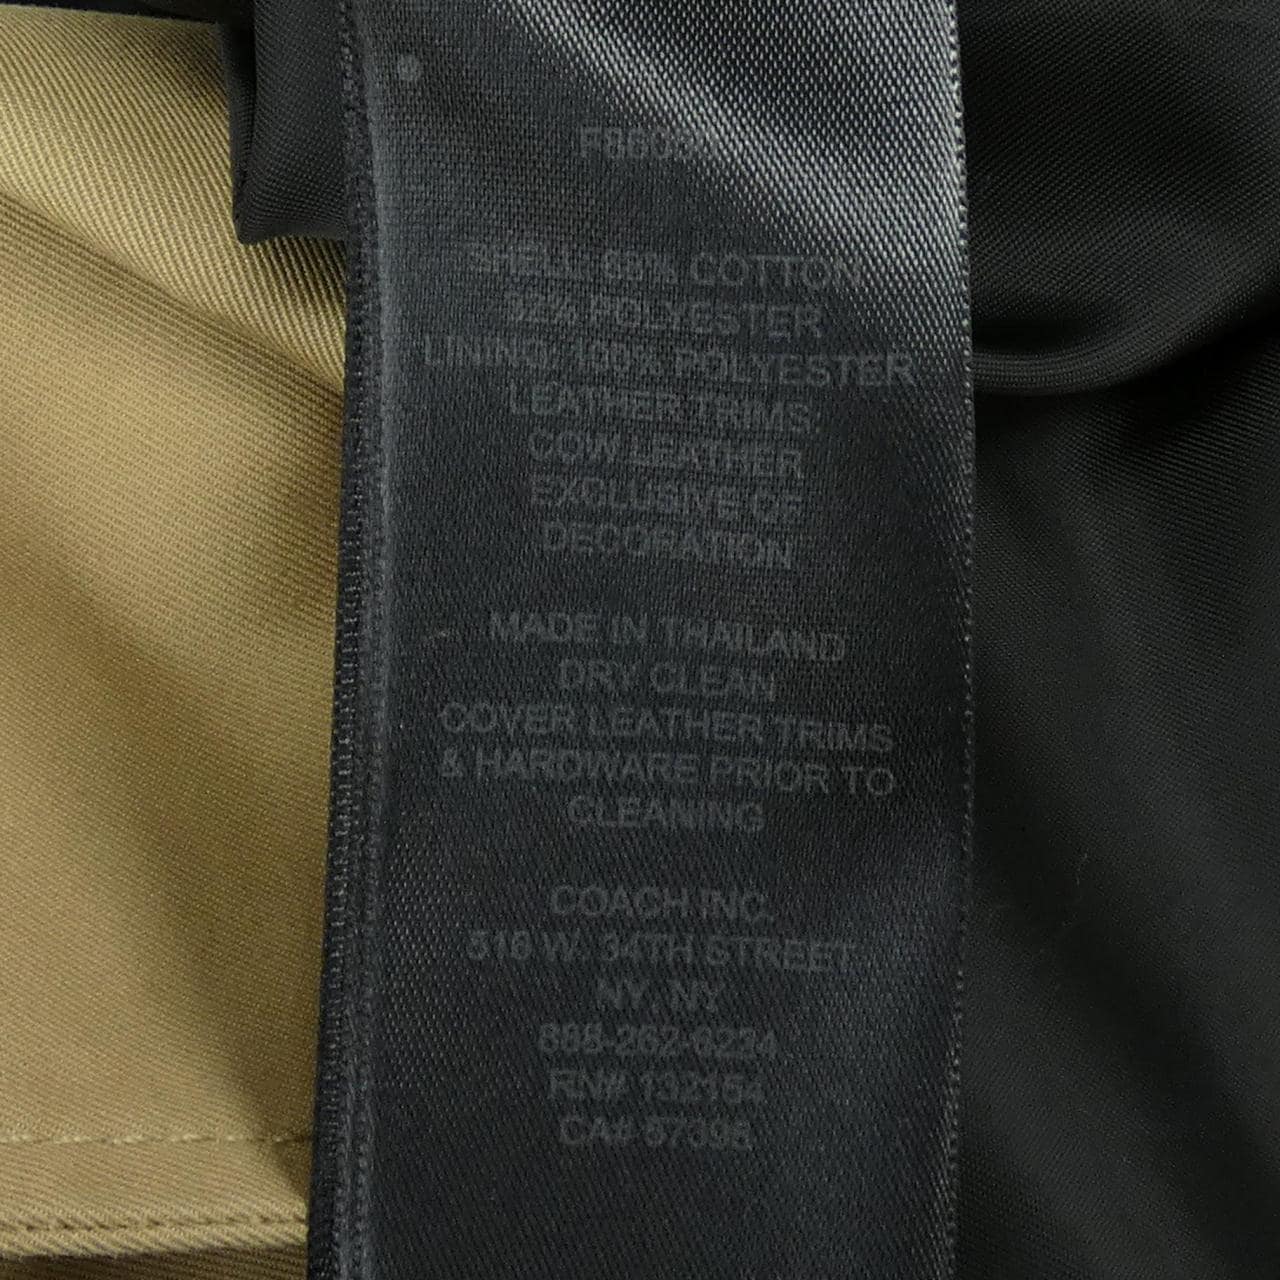 SHELL: 68% COTTON
32% POLYESTER
LINING: 100% POLYESTER
LEATHER TRIMS:
COW LEATHER
EXCLUSIVE OF
DECORATION
MADE IN THAILAND
DRY CLEAN
COVER LEATHER TRIMS
& HARDWARE PRIOR TO
CLEANING
COACH INC.
516 W. 34TH STREET
NY, NY
888-262-6224
RN# 132154
CA# 57398